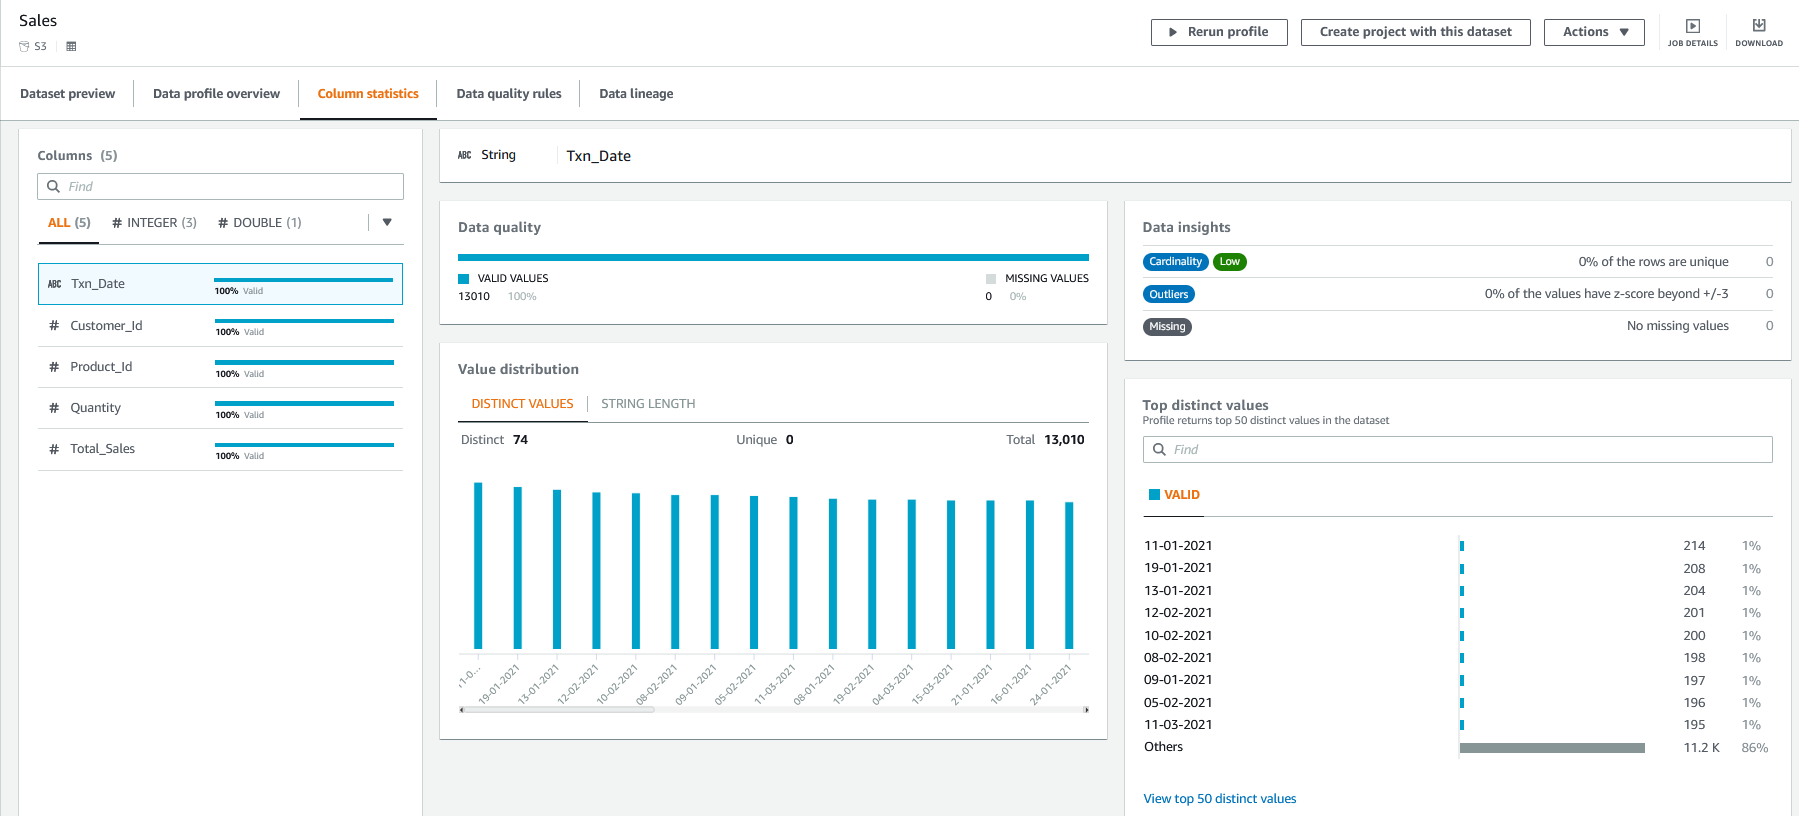 Sales
S3
Rerun profile
Create project with this dataset
Actions
JOB DETAILS
DOWNLOAD
Dataset preview
Data profile overview
Column statistics
Data quality rules
Data lineage
Columns (5)
Find
ALL (5)
# INTEGER (3)
# DOUBLE (1)
ABC Txn_Date
100% Valid
# Customer_Id
100% Valid
# Product_Id
100% Valid
# Quantity
100% Valid
# Total_Sales
100% Valid
ABC String
Txn_Date
Data quality
VALID VALUES
13010 100%
MISSING VALUES
0 0%
Value distribution
DISTINCT VALUES
STRING LENGTH
Distinct 74
Unique 0
Total 13,010
19-01-2021
13-01-2021
12-02-2021
10-02-2021
08-02-2021
09-01-2021
05-02-2021
11-03-2021
08-01-2021
19-02-2021
04-03-2021
15-03-2021
21-01-2021
16-01-2021
24-01-2021
Data insights
Cardinality Low 0% of the rows are unique 0
Outliers 0% of the values have z-score beyond +/-3 0
Missing No missing values 0
Top distinct values
Profile returns top 50 distinct values in the dataset
Find
VALID
11-01-2021 214 1%
19-01-2021 208 1%
13-01-2021 204 1%
12-02-2021 201 1%
10-02-2021 200 1%
08-02-2021 198 1%
09-01-2021 197 1%
05-02-2021 196 1%
11-03-2021 195 1%
Others 11.2 K 86%
View top 50 distinct values